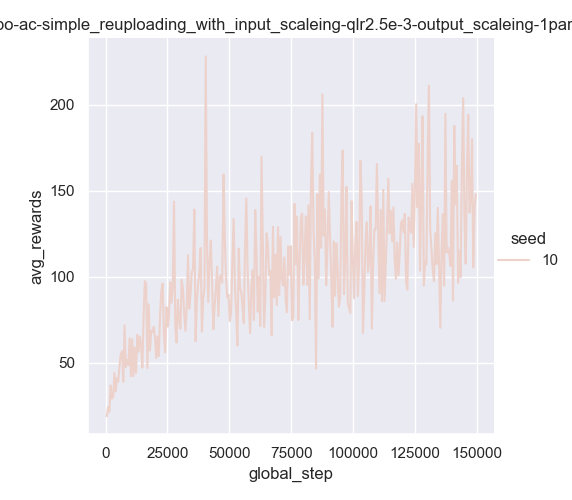 oo-ac-simple_reuploading_with_input_scaleing-qlr2.5e-3-output_scaleing-1par
avg_rewards
200
150
100
50
0 25000 50000 75000 100000 125000 150000
global_step
seed
10